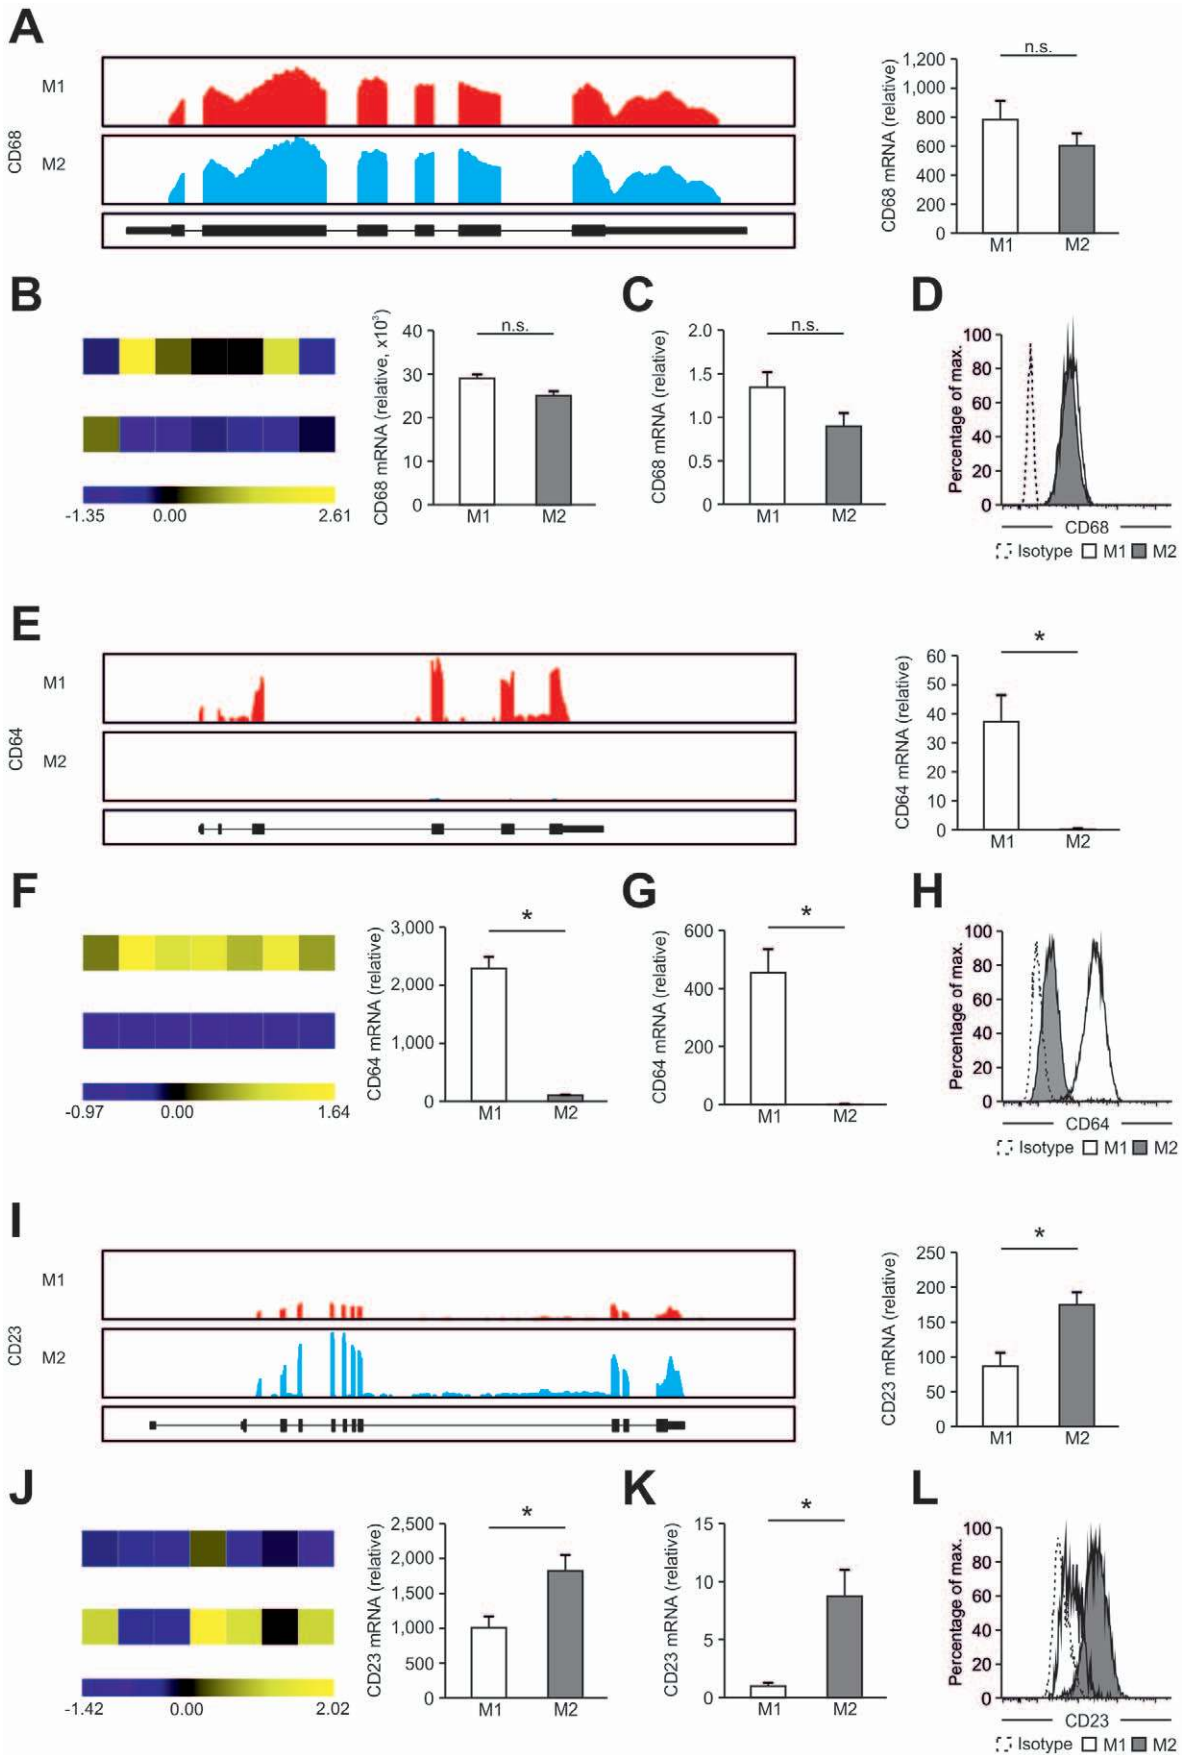 A
M1
CD68
M2
CD68 mRNA (relative)
n.s.
1,200
1,000
800
600
400
200
0
M1 M2
B
-1.35 0.00 2.61
CD68 mRNA (relative, x10³)
n.s.
40
30
20
10
0
M1 M2
C
CD68 mRNA (relative)
n.s.
2.0
1.5
1.0
0.5
0
M1 M2
D
Percentage of max.
100
80
60
40
20
0
CD68
Isotype M1 M2
E
M1
CD64
M2
CD64 mRNA (relative)
*
60
50
40
30
20
10
0
M1 M2
F
-0.97 0.00 1.64
CD64 mRNA (relative)
*
3,000
2,000
1,000
0
M1 M2
G
CD64 mRNA (relative)
*
600
400
200
0
M1 M2
H
Percentage of max.
100
80
60
40
20
0
CD64
Isotype M1 M2
I
M1
CD23
M2
CD23 mRNA (relative)
*
250
200
150
100
50
0
M1 M2
J
-1.42 0.00 2.02
CD23 mRNA (relative)
*
2,500
2,000
1,500
1,000
500
0
M1 M2
K
CD23 mRNA (relative)
*
15
10
5
0
M1 M2
L
Percentage of max.
100
80
60
40
20
0
CD23
Isotype M1 M2